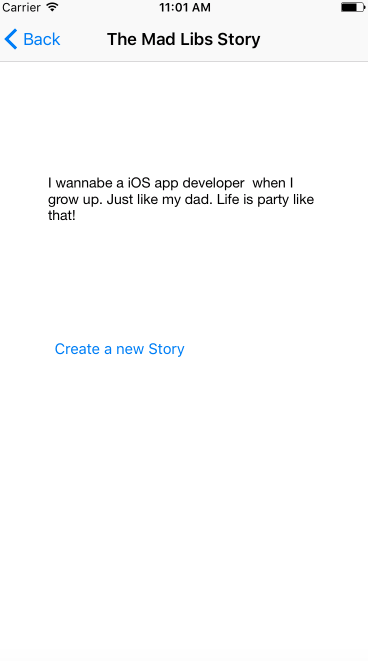 Carrier 11:01 AM
Back The Mad Libs Story
I wannabe a iOS app developer  when I
grow up. Just like my dad. Life is party like
that!
Create a new Story